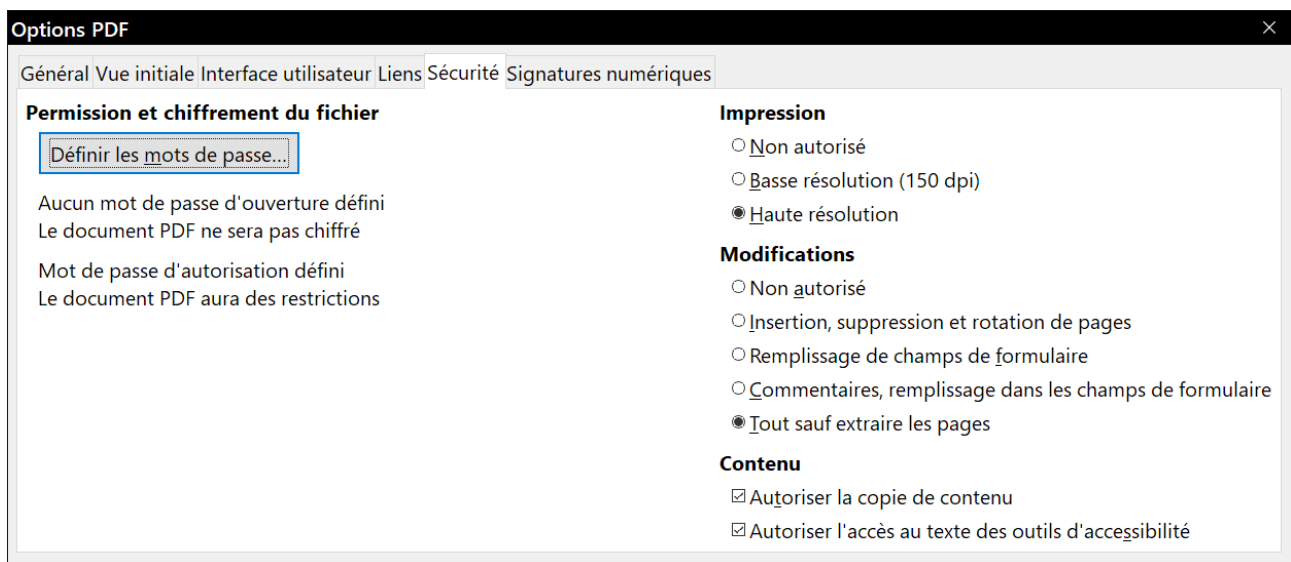 Options PDF
Général Vue initiale Interface utilisateur Liens Sécurité Signatures numériques
Permission et chiffrement du fichier
Définir les mots de passe...
Aucun mot de passe d'ouverture défini
Le document PDF ne sera pas chiffré
Mot de passe d'autorisation défini
Le document PDF aura des restrictions
Impression
Non autorisé
Basse résolution (150 dpi)
Haute résolution
Modifications
Non autorisé
Insertion, suppression et rotation de pages
Remplissage de champs de formulaire
Commentaires, remplissage dans les champs de formulaire
Tout sauf extraire les pages
Contenu
Autoriser la copie de contenu
Autoriser l'accès au texte des outils d'accessibilité